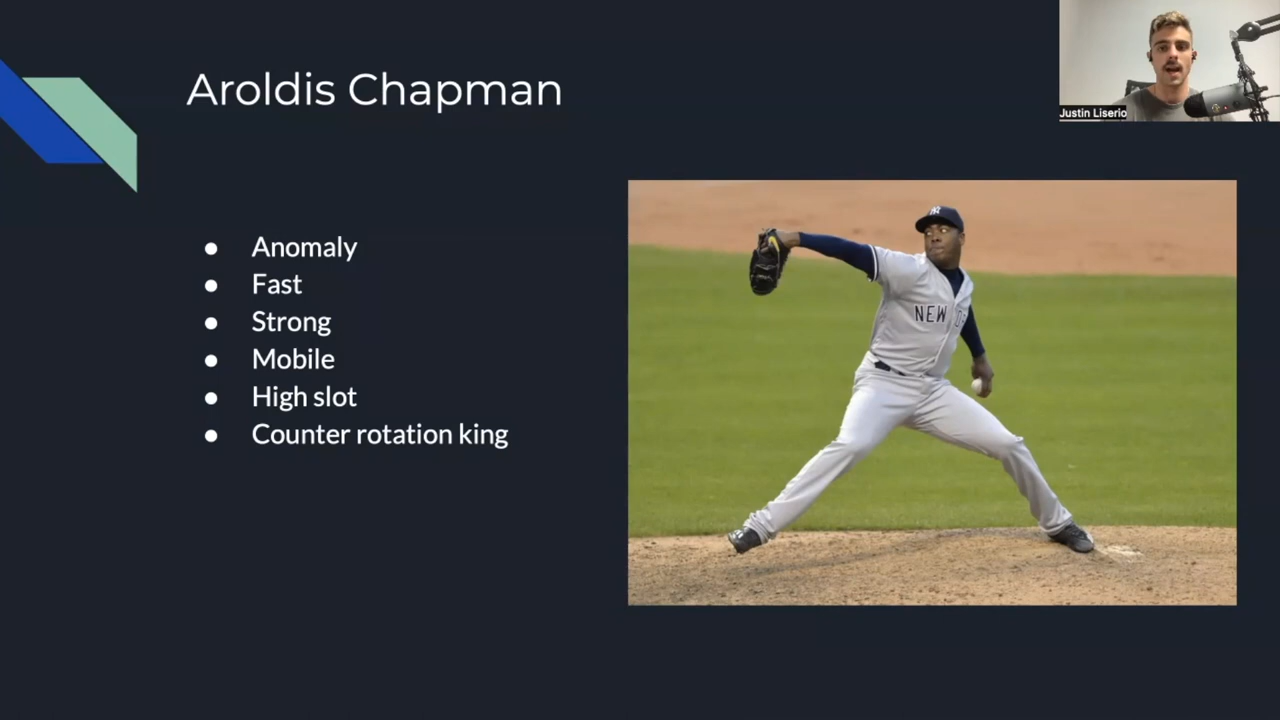 Aroldis Chapman
Justin Liserio
● Anomaly
● Fast
● Strong
● Mobile
● High slot
● Counter rotation king
NEW